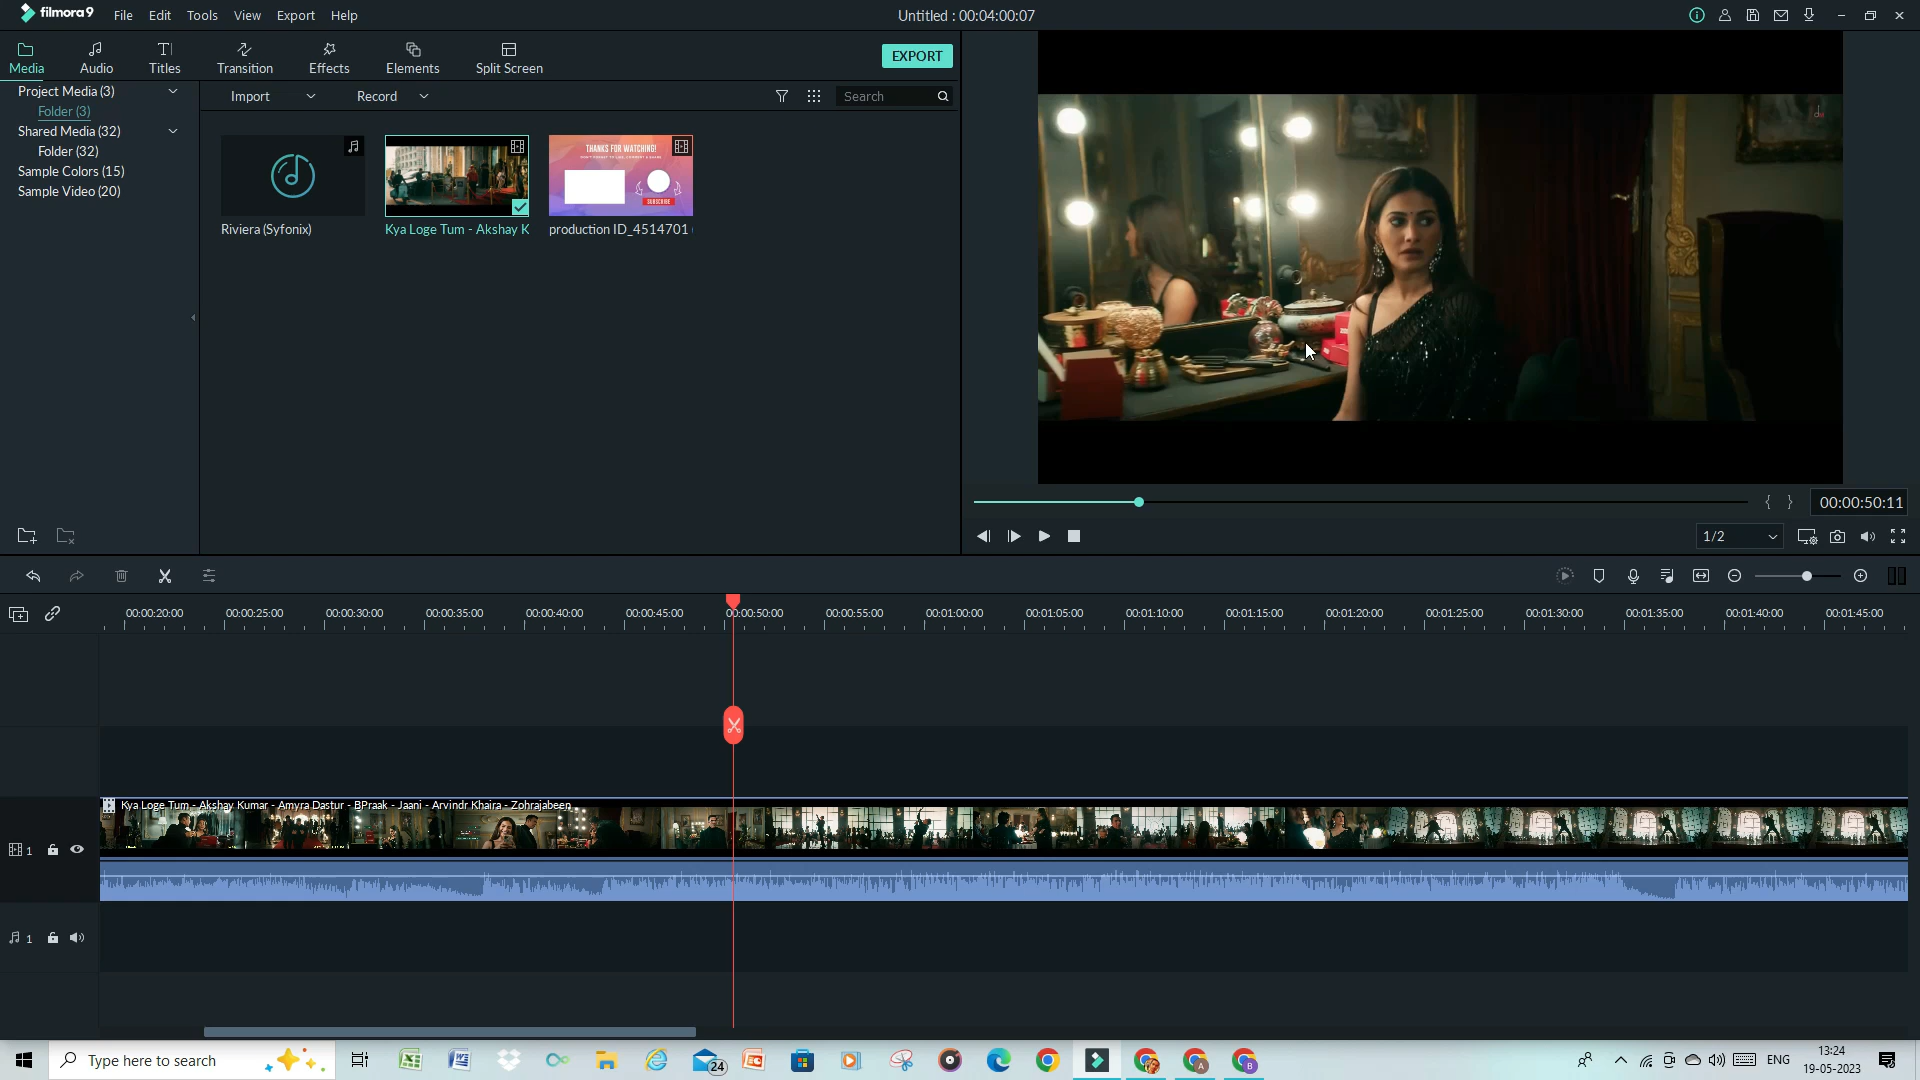 filmora9 File Edit Tools View Export Help
Untitled : 00:04:00:07
Media Audio Titles Transition Effects Elements Split Screen
EXPORT
Project Media (3)
Folder (3)
Shared Media (32)
Folder (32)
Sample Colors (15)
Sample Video (20)
Import Record Search
THANKS FOR WATCHING!
SUBSCRIBE
Riviera (Syfonix) Kya Loge Tum - Akshay K production ID_4514701
00:00:50:11
1/2
00:00:20:00 00:00:25:00 00:00:30:00 00:00:35:00 00:00:40:00 00:00:45:00 00:00:50:00 00:00:55:00 00:01:00:00 00:01:05:00 00:01:10:00 00:01:15:00 00:01:20:00 00:01:25:00 00:01:30:00 00:01:35:00 00:01:40:00 00:01:45:00
Kya Loge Tum - Akshay Kumar - Amyra Dastur - BPraak - Jaani - Arvindr Khaira - Zohrajabeen
1
1
Type here to search
24
A
B
ENG
13:24
19-05-2023